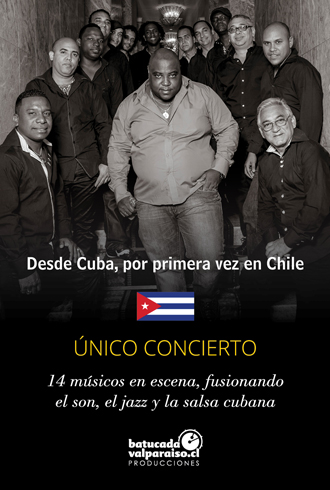 Desde Cuba, por primera vez en Chile
ÚNICO CONCIERTO
14 músicos en escena, fusionando
el son, el jazz y la salsa cubana
batucada
valparaiso.cl
PRODUCCIONES